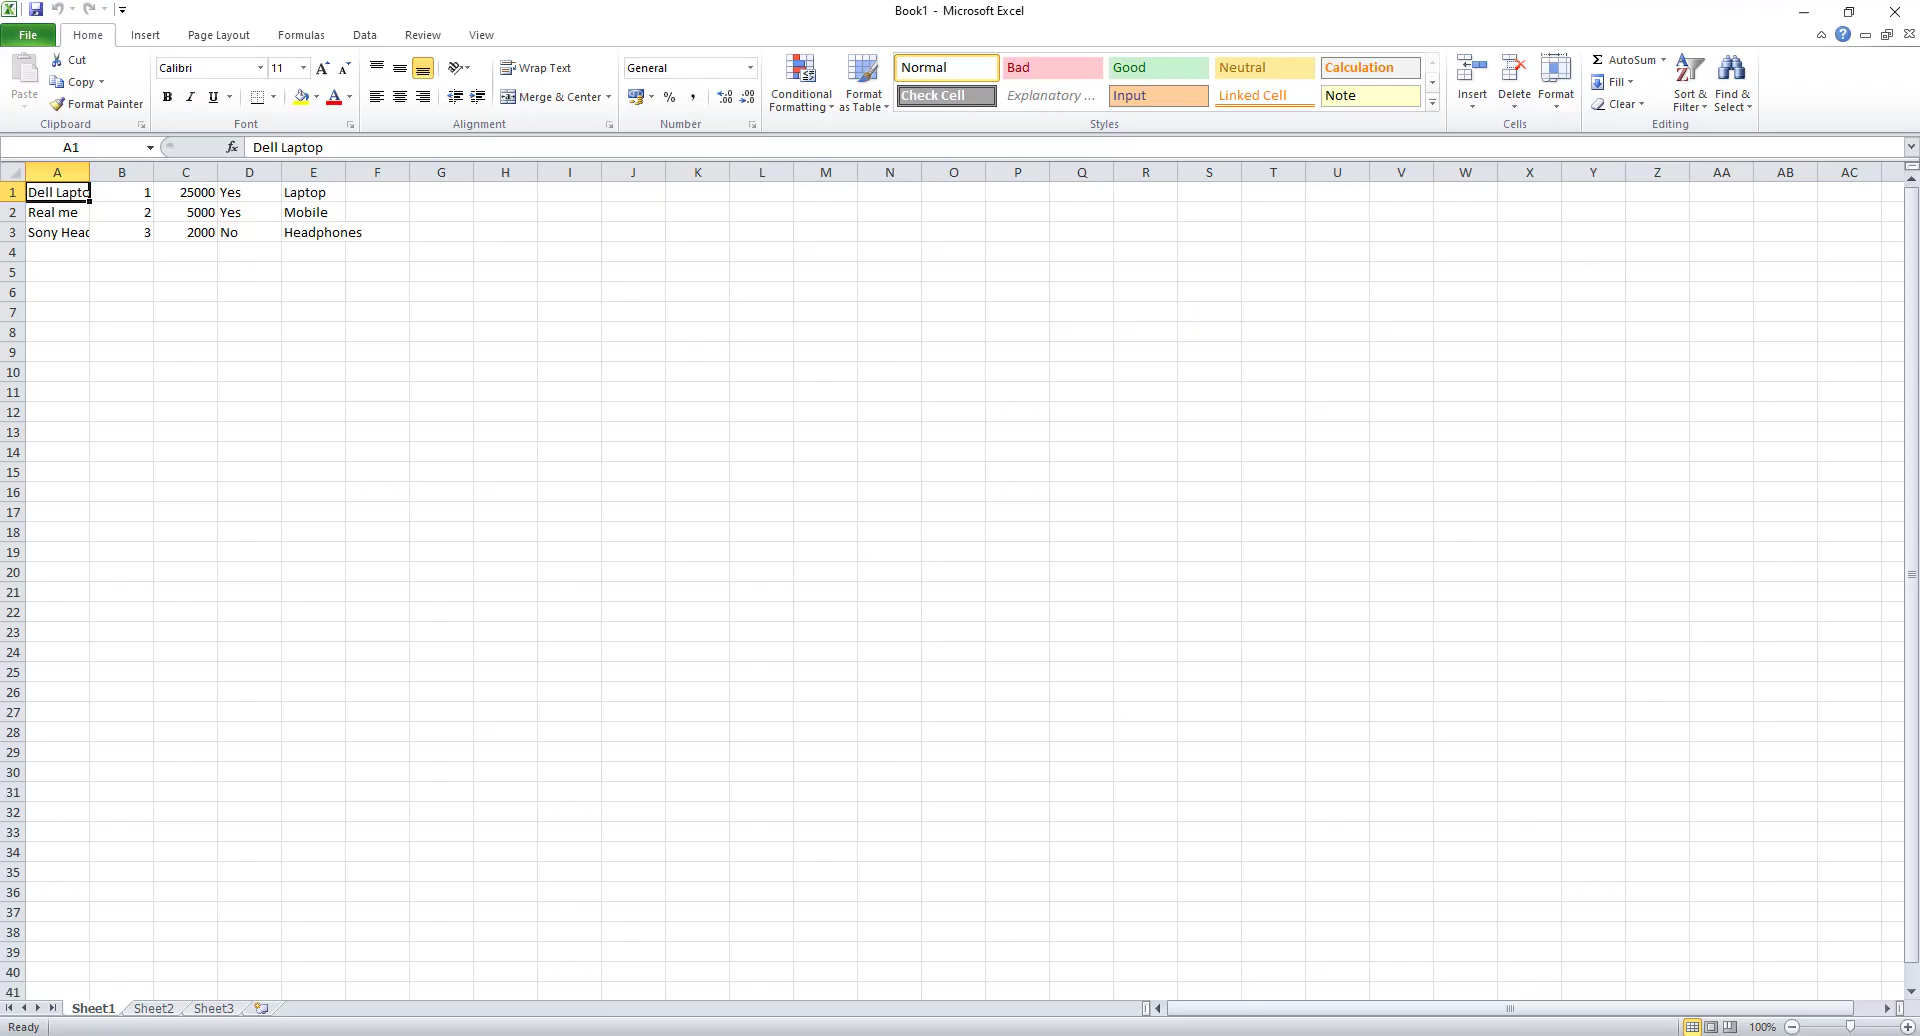 Book1 - Microsoft Excel
File Home Insert Page Layout Formulas Data Review View
Paste
Cut
Copy
Format Painter
Clipboard
Calibri 11 A A
B I U A
Font
Wrap Text
Merge & Center
Alignment
General
% , .0 .00 .00 .0
Number
Conditional Formatting
Format as Table
Normal Bad Good Neutral Calculation
Check Cell Explanatory ... Input Linked Cell Note
Styles
Insert Delete Format
Cells
Σ AutoSum
Fill
Clear
Sort & Filter
Find & Select
Editing
A1 fx Dell Laptop
A B C D E F G H I J K L M N O P Q R S T U V W X Y Z AA AB AC
1 Dell Lapto 1 25000 Yes Laptop
2 Real me 2 5000 Yes Mobile
3 Sony Head 3 2000 No Headphones
4
5
6
7
8
9
10
11
12
13
14
15
16
17
18
19
20
21
22
23
24
25
26
27
28
29
30
31
32
33
34
35
36
37
38
39
40
41
Sheet1 Sheet2 Sheet3
Ready 100%